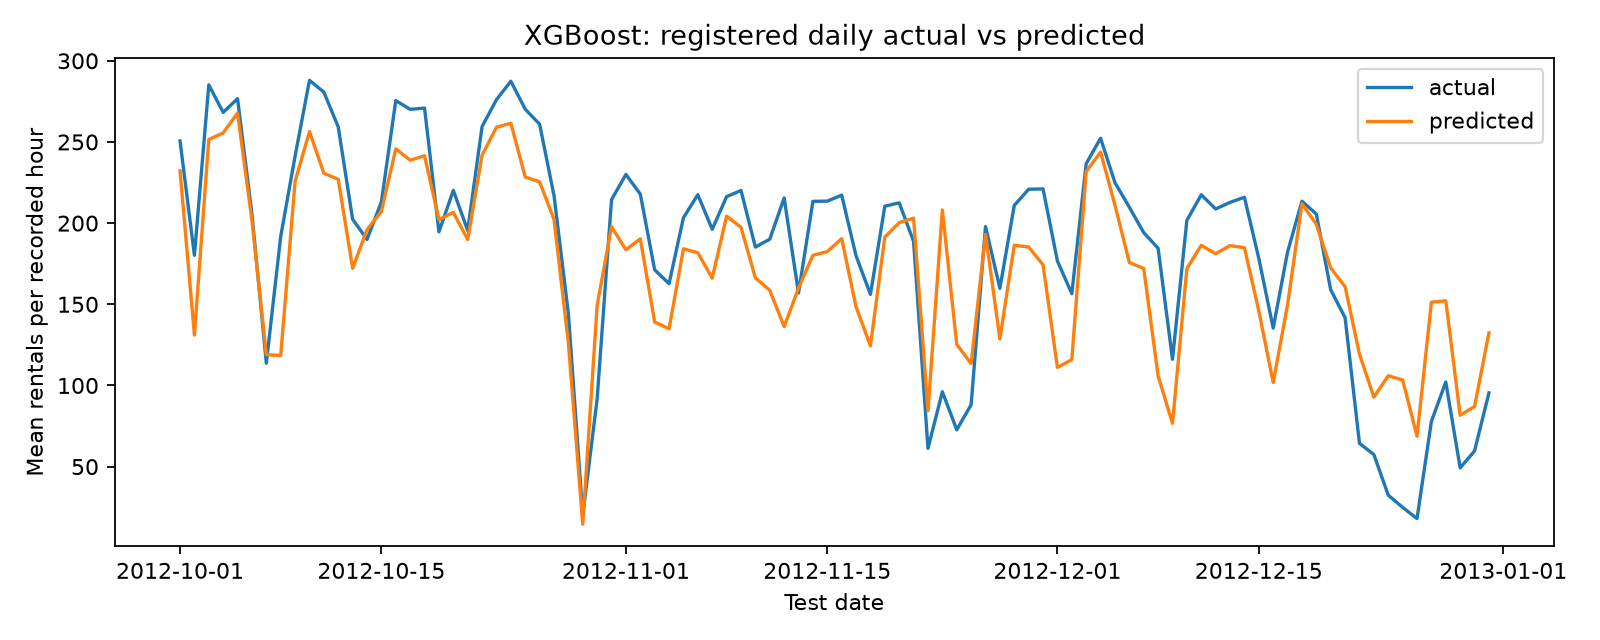 XGBoost: registered daily actual vs predicted
actual
predicted
Mean rentals per recorded hour
300
250
200
150
100
50
2012-10-01 2012-10-15 2012-11-01 2012-11-15 2012-12-01 2012-12-15 2013-01-01
Test date